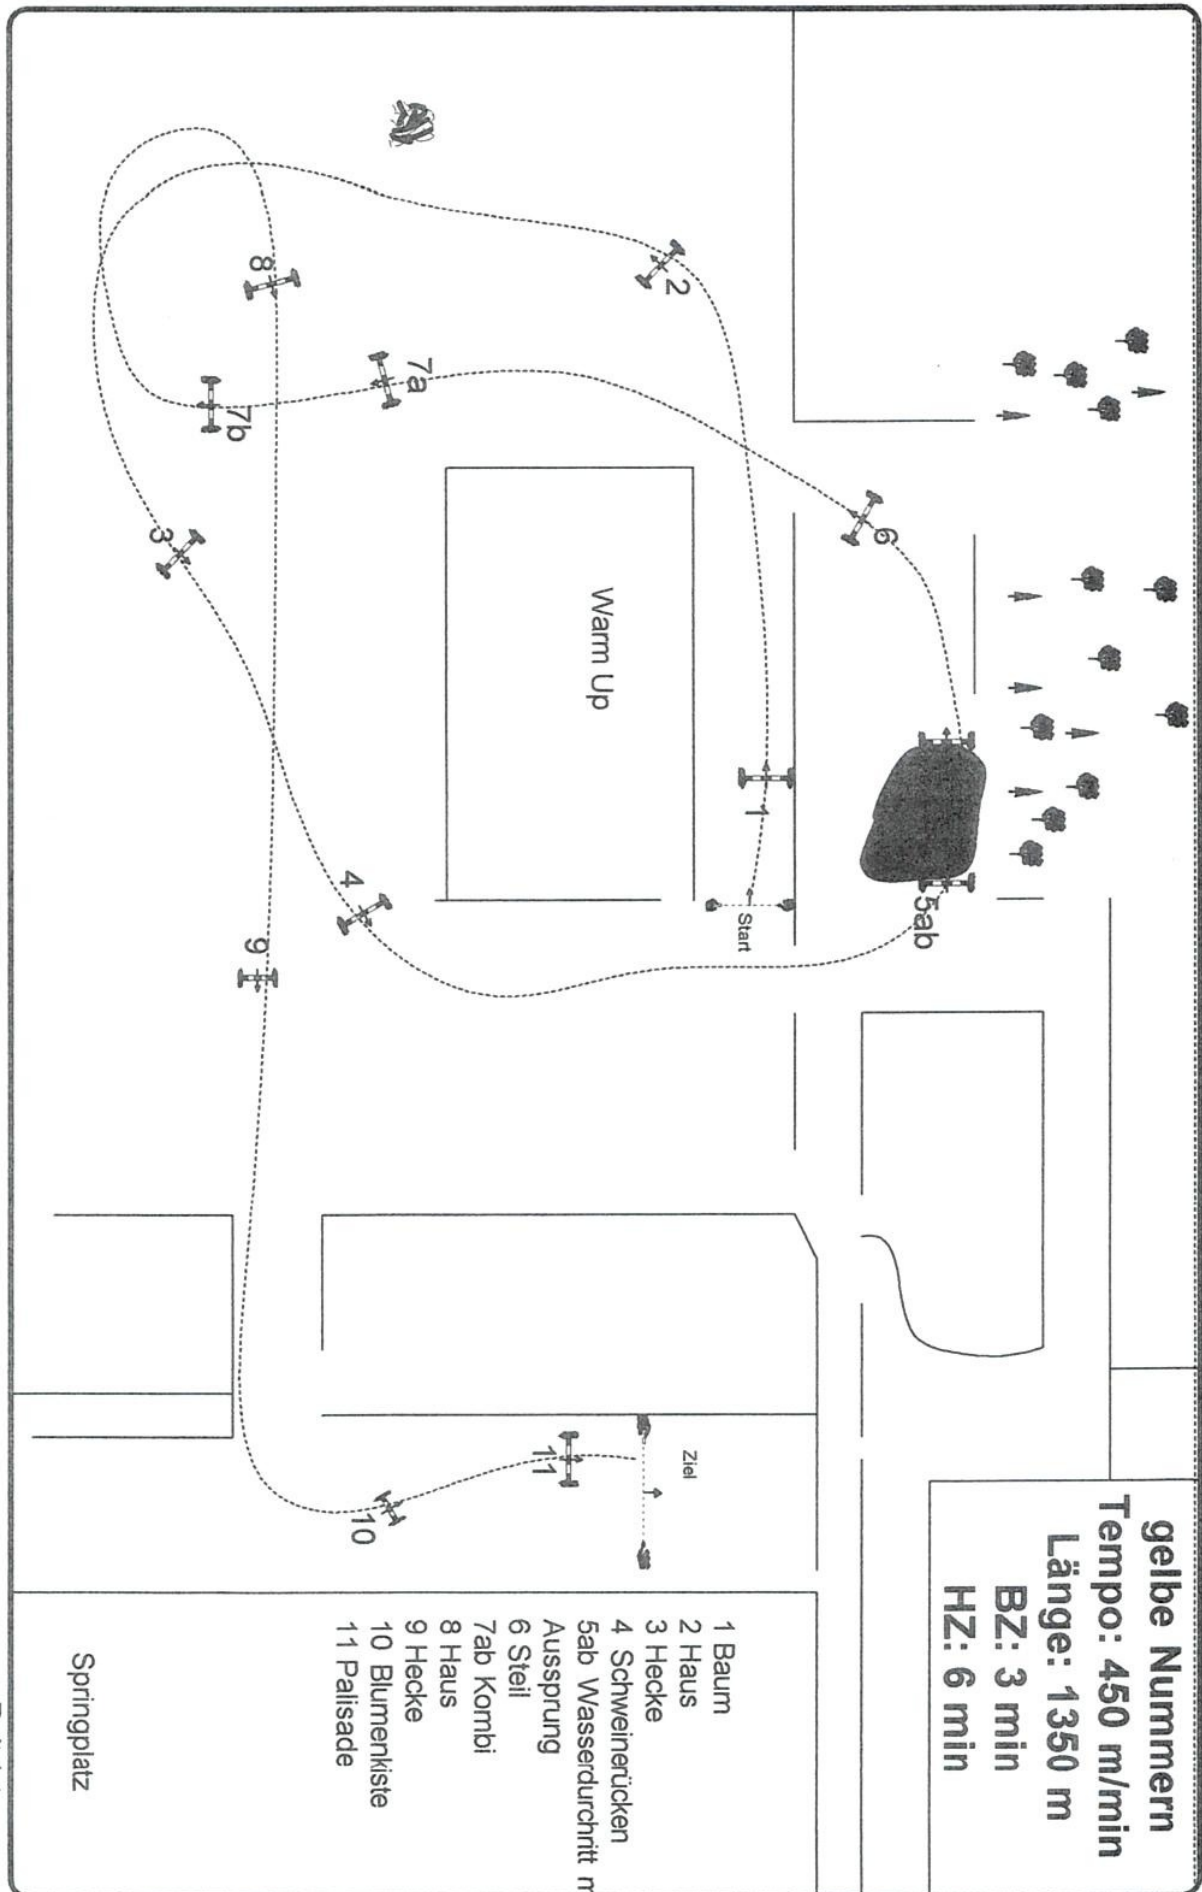 gelbe Nummern
Tempo: 450 m/min
Länge: 1350 m
BZ: 3 min
HZ: 6 min
1 Baum
2 Haus
3 Hecke
4 Schweinerücken
5ab Wasserdurchritt m
Aussprung
6 Steil
7ab Kombi
8 Haus
9 Hecke
10 Blumenkiste
11 Palisade
Springplatz
Warm Up
Start
Ziel
1
2
3
4
5ab
6
7a
7b
8
9
10
11